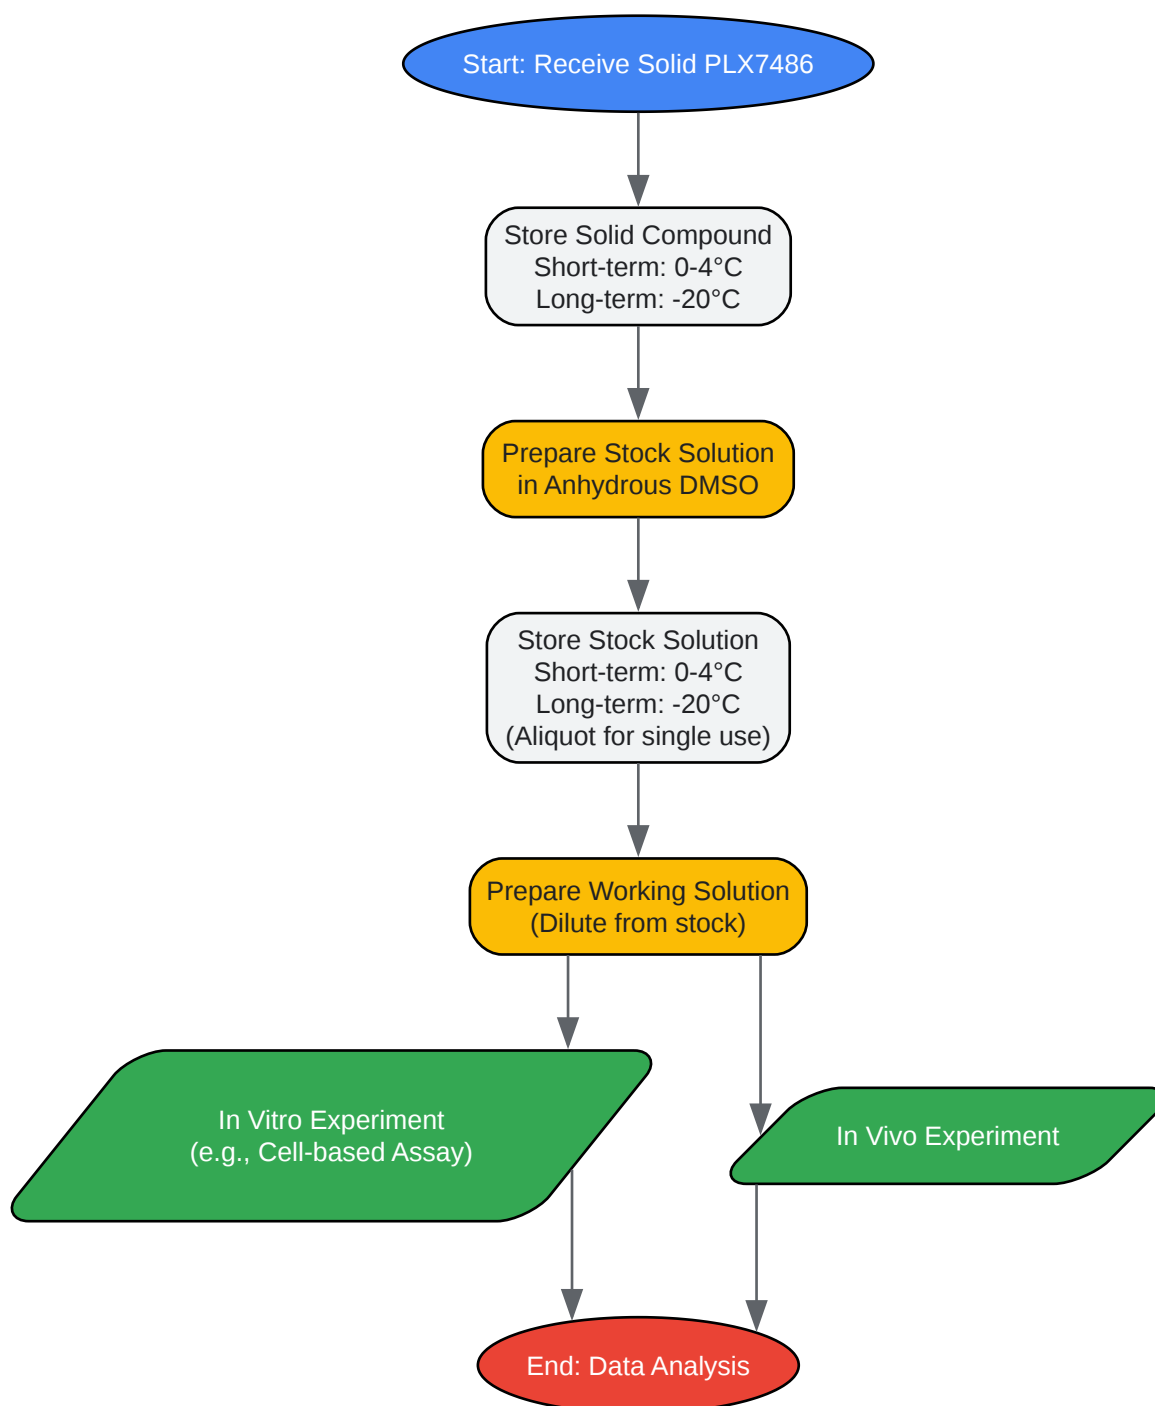 Start: Receive Solid PLX7486
Store Solid Compound
Short-term: 0-4°C
Long-term: -20°C
Prepare Stock Solution
in Anhydrous DMSO
Store Stock Solution
Short-term: 0-4°C
Long-term: -20°C
(Aliquot for single use)
Prepare Working Solution
(Dilute from stock)
In Vitro Experiment
(e.g., Cell-based Assay)
In Vivo Experiment
End: Data Analysis